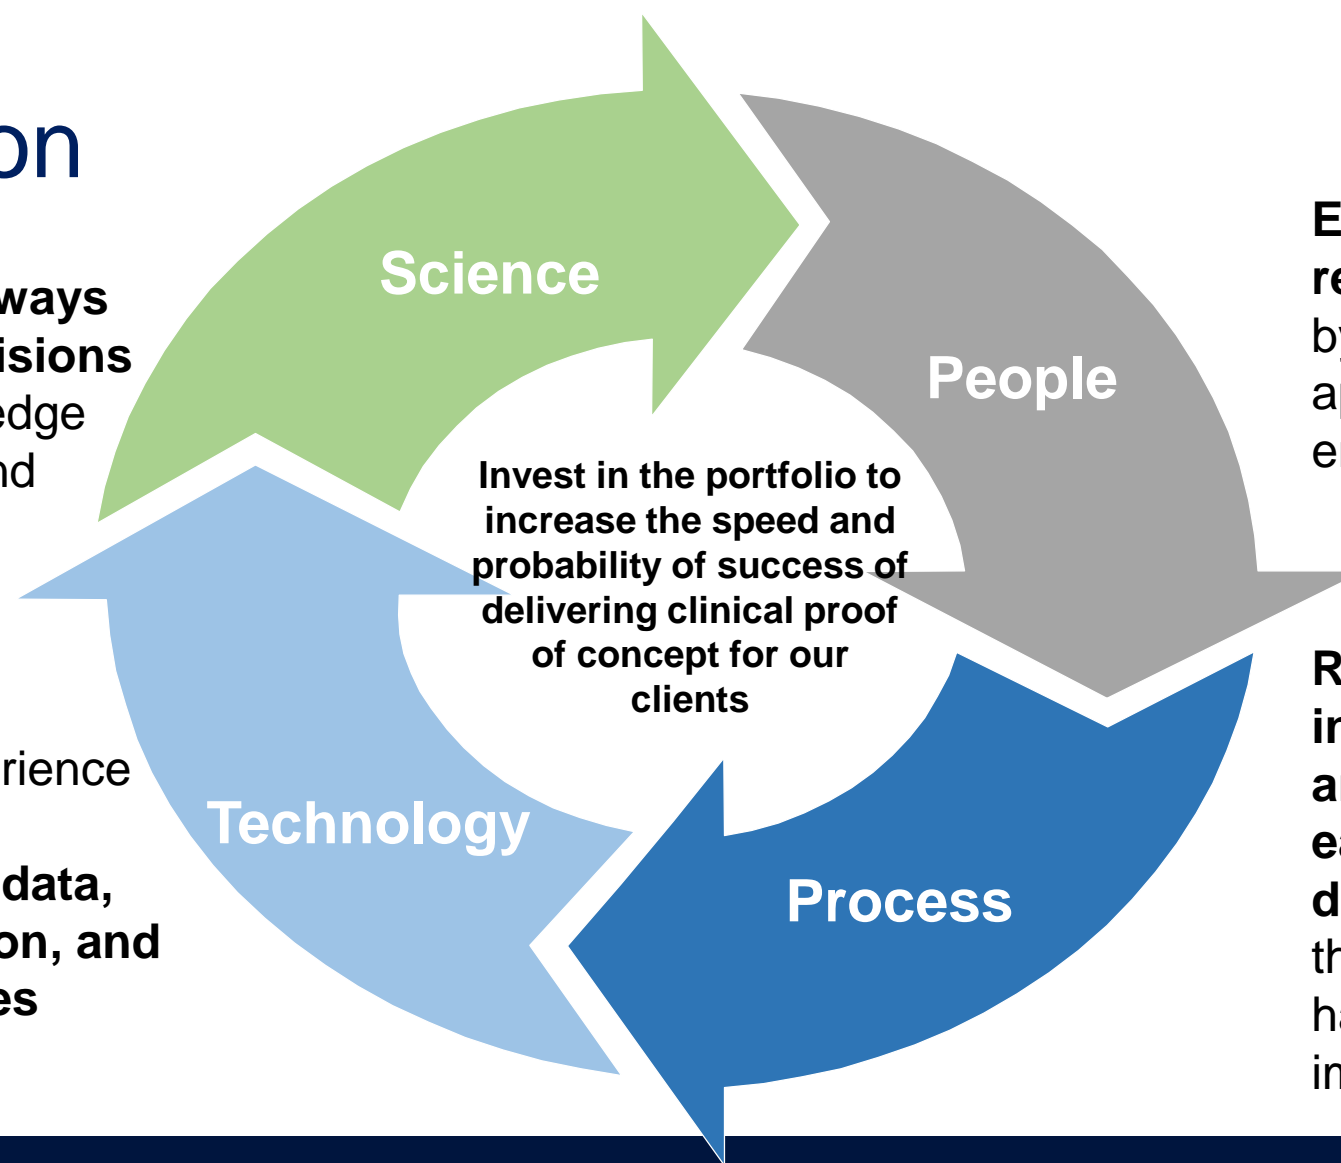 on
ways
isions
edge
nd
Science
People
Invest in the portfolio to
increase the speed and
probability of success of
delivering clinical proof
of concept for our
clients
E
re
by
ap
er
rience
data,
on, and
es
Technology
Process
R
in
a
ea
d
th
ha
in